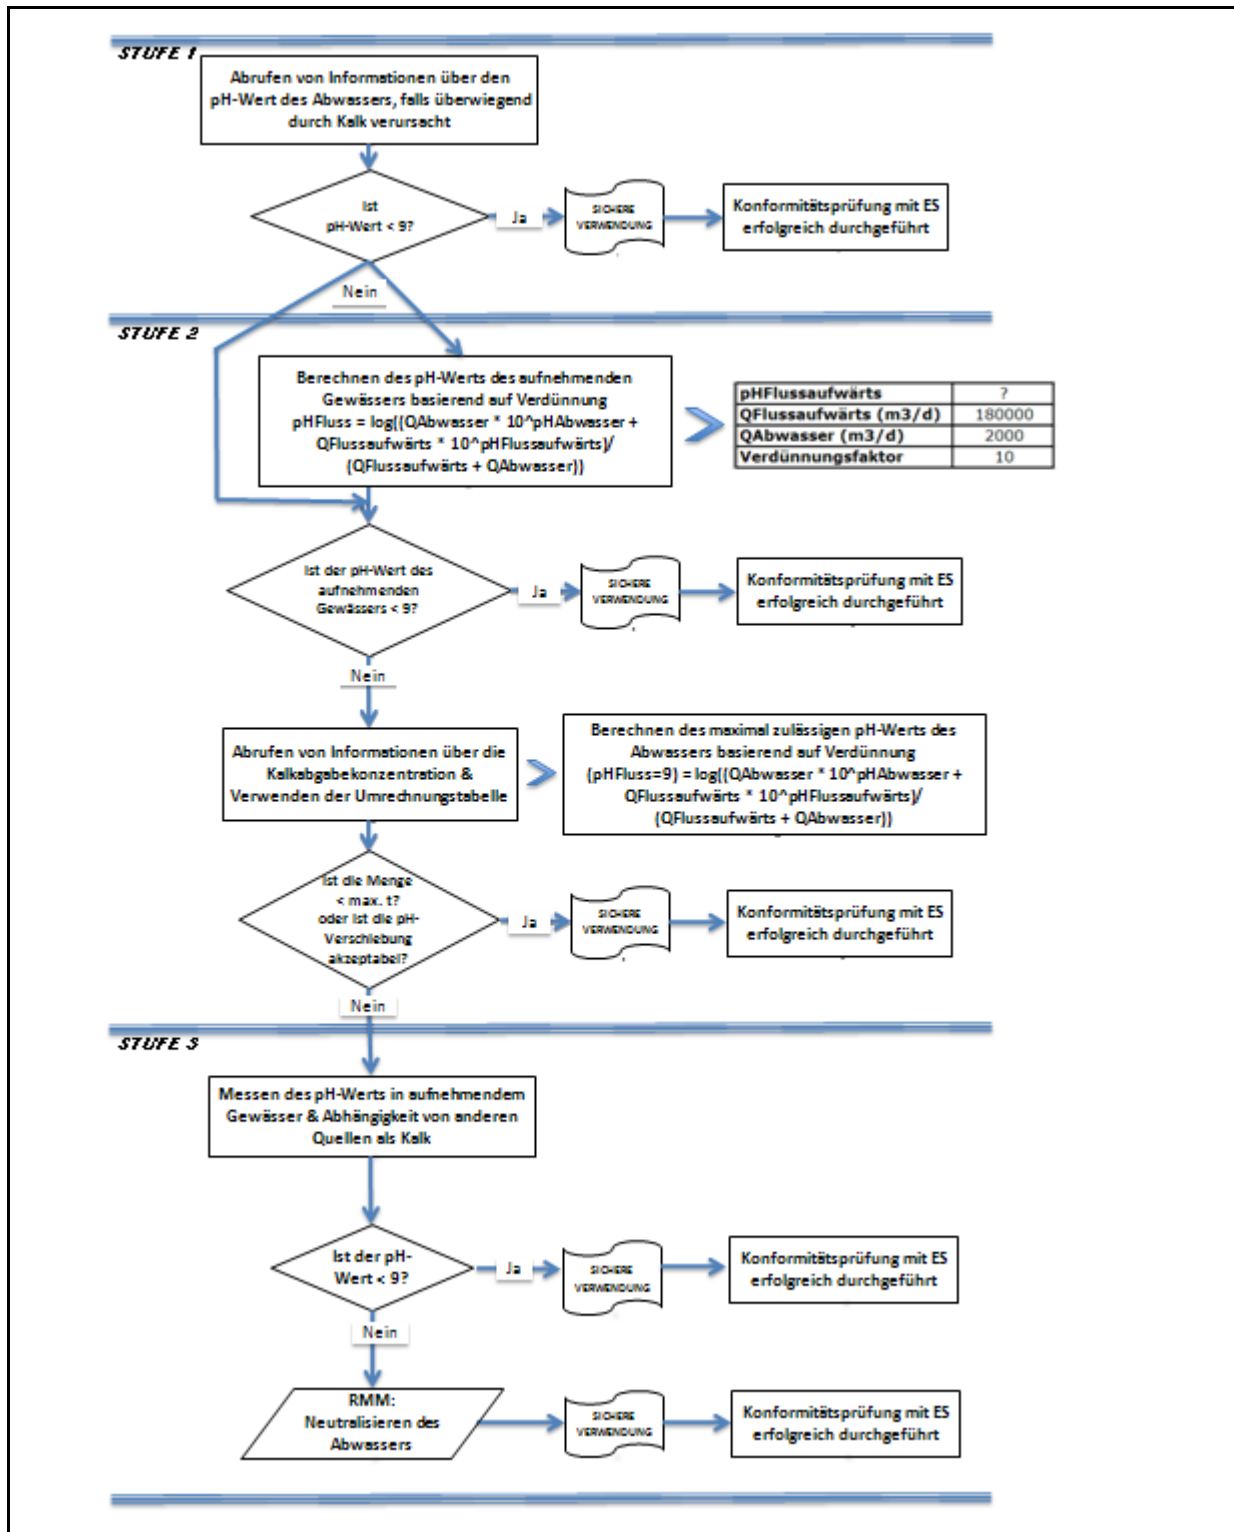 STUFE 1
Abrufen von Informationen über den
pH-Wert des Abwassers, falls überwiegend
durch Kalk verursacht
Ist
pH-Wert < 9?
Ja
SICHERE
VERWENDUNG
Konformitätsprüfung mit ES
erfolgreich durchgeführt
Nein
STUFE 2
Berechnen des pH-Werts des aufnehmenden
Gewässers basierend auf Verdünnung
pHFluss = log((QAbwasser * 10^pHAbwasser +
QFlussaufwärts * 10^pHFlussaufwärts)/
(QFlussaufwärts + QAbwasser))
pHFlussaufwärts ?
QFlussaufwärts (m3/d) 180000
QAbwasser (m3/d) 2000
Verdünnungsfaktor 10
Ist der pH-Wert des
aufnehmenden
Gewässers < 9?
Ja
SICHERE
VERWENDUNG
Konformitätsprüfung mit ES
erfolgreich durchgeführt
Nein
Abrufen von Informationen über die
Kalkabgabekonzentration &
Verwenden der Umrechnungstabelle
Berechnen des maximal zulässigen pH-Werts des
Abwassers basierend auf Verdünnung
(pHFluss=9) = log((QAbwasser * 10^pHAbwasser +
QFlussaufwärts * 10^pHFlussaufwärts)/
(QFlussaufwärts + QAbwasser))
Ist die Menge
< max. t?
oder ist die pH-
Verschiebung
akzeptabel?
Ja
SICHERE
VERWENDUNG
Konformitätsprüfung mit ES
erfolgreich durchgeführt
Nein
STUFE 3
Messen des pH-Werts in aufnehmendem
Gewässer & Abhängigkeit von anderen
Quellen als Kalk
Ist der pH-
Wert < 9?
Ja
SICHERE
VERWENDUNG
Konformitätsprüfung mit ES
erfolgreich durchgeführt
Nein
RMM:
Neutralisieren des
Abwassers
SICHERE
VERWENDUNG
Konformitätsprüfung mit ES
erfolgreich durchgeführt